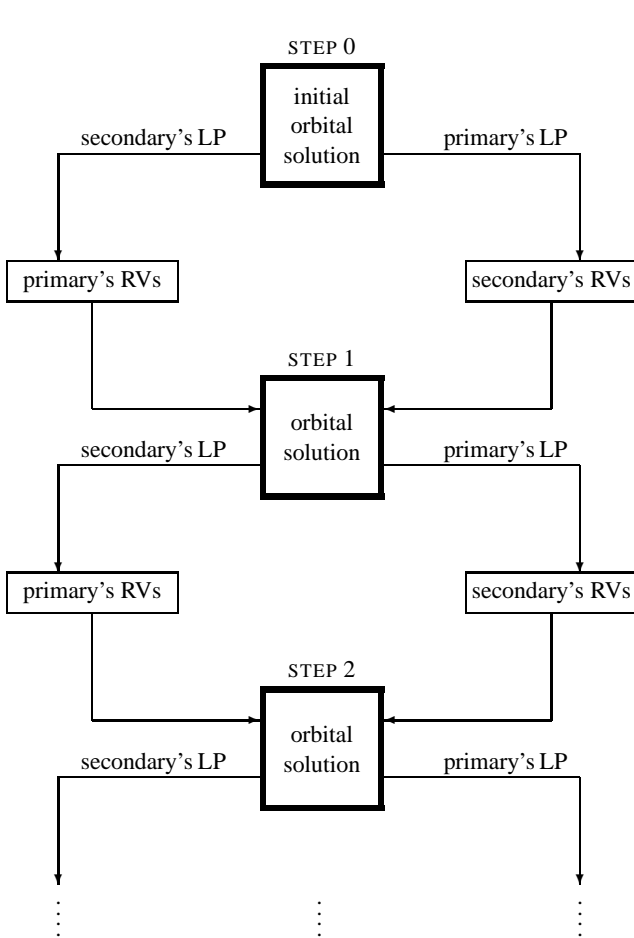 STEP 0
initial
orbital
solution
secondary's LP
primary's LP
primary's RVs
secondary's RVs
STEP 1
orbital
solution
secondary's LP
primary's LP
primary's RVs
secondary's RVs
STEP 2
orbital
solution
secondary's LP
primary's LP